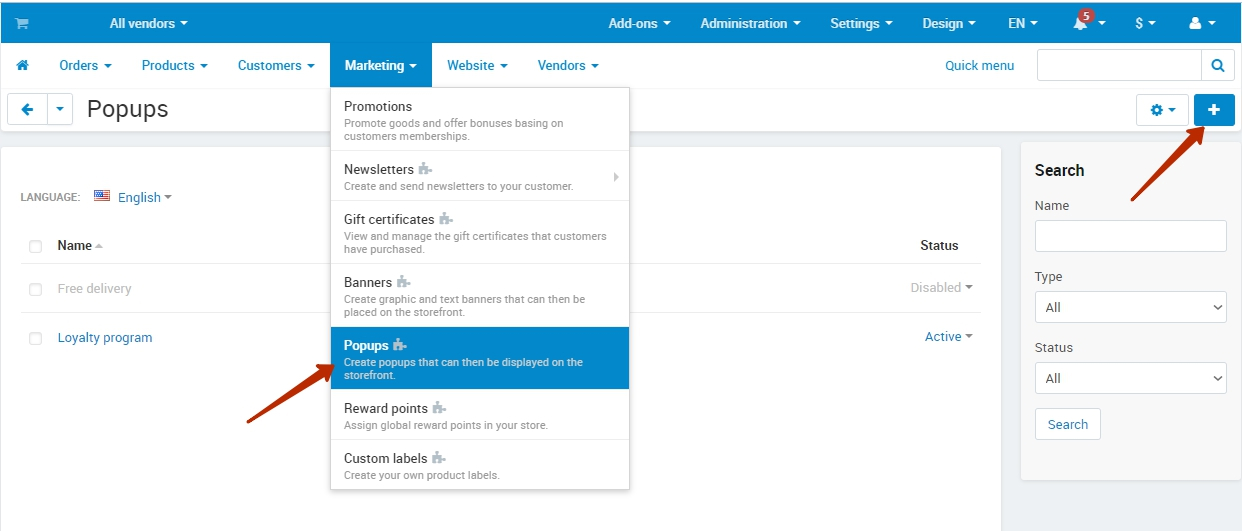 All vendors
Add-ons
Administration
Settings
Design
EN
5
$
Orders
Products
Customers
Marketing
Website
Vendors
Quick menu
Popups
Promotions
Promote goods and offer bonuses basing on
customers memberships.
Newsletters
Create and send newsletters to your customer.
Gift certificates
View and manage the gift certificates that customers
have purchased.
Banners
Create graphic and text banners that can then be
placed on the storefront.
Popups
Create popups that can then be displayed on the
storefront.
Reward points
Assign global reward points in your store.
Custom labels
Create your own product labels.
LANGUAGE: English
Name
Status
Free delivery
Disabled
Loyalty program
Active
Search
Name
Type
All
Status
All
Search